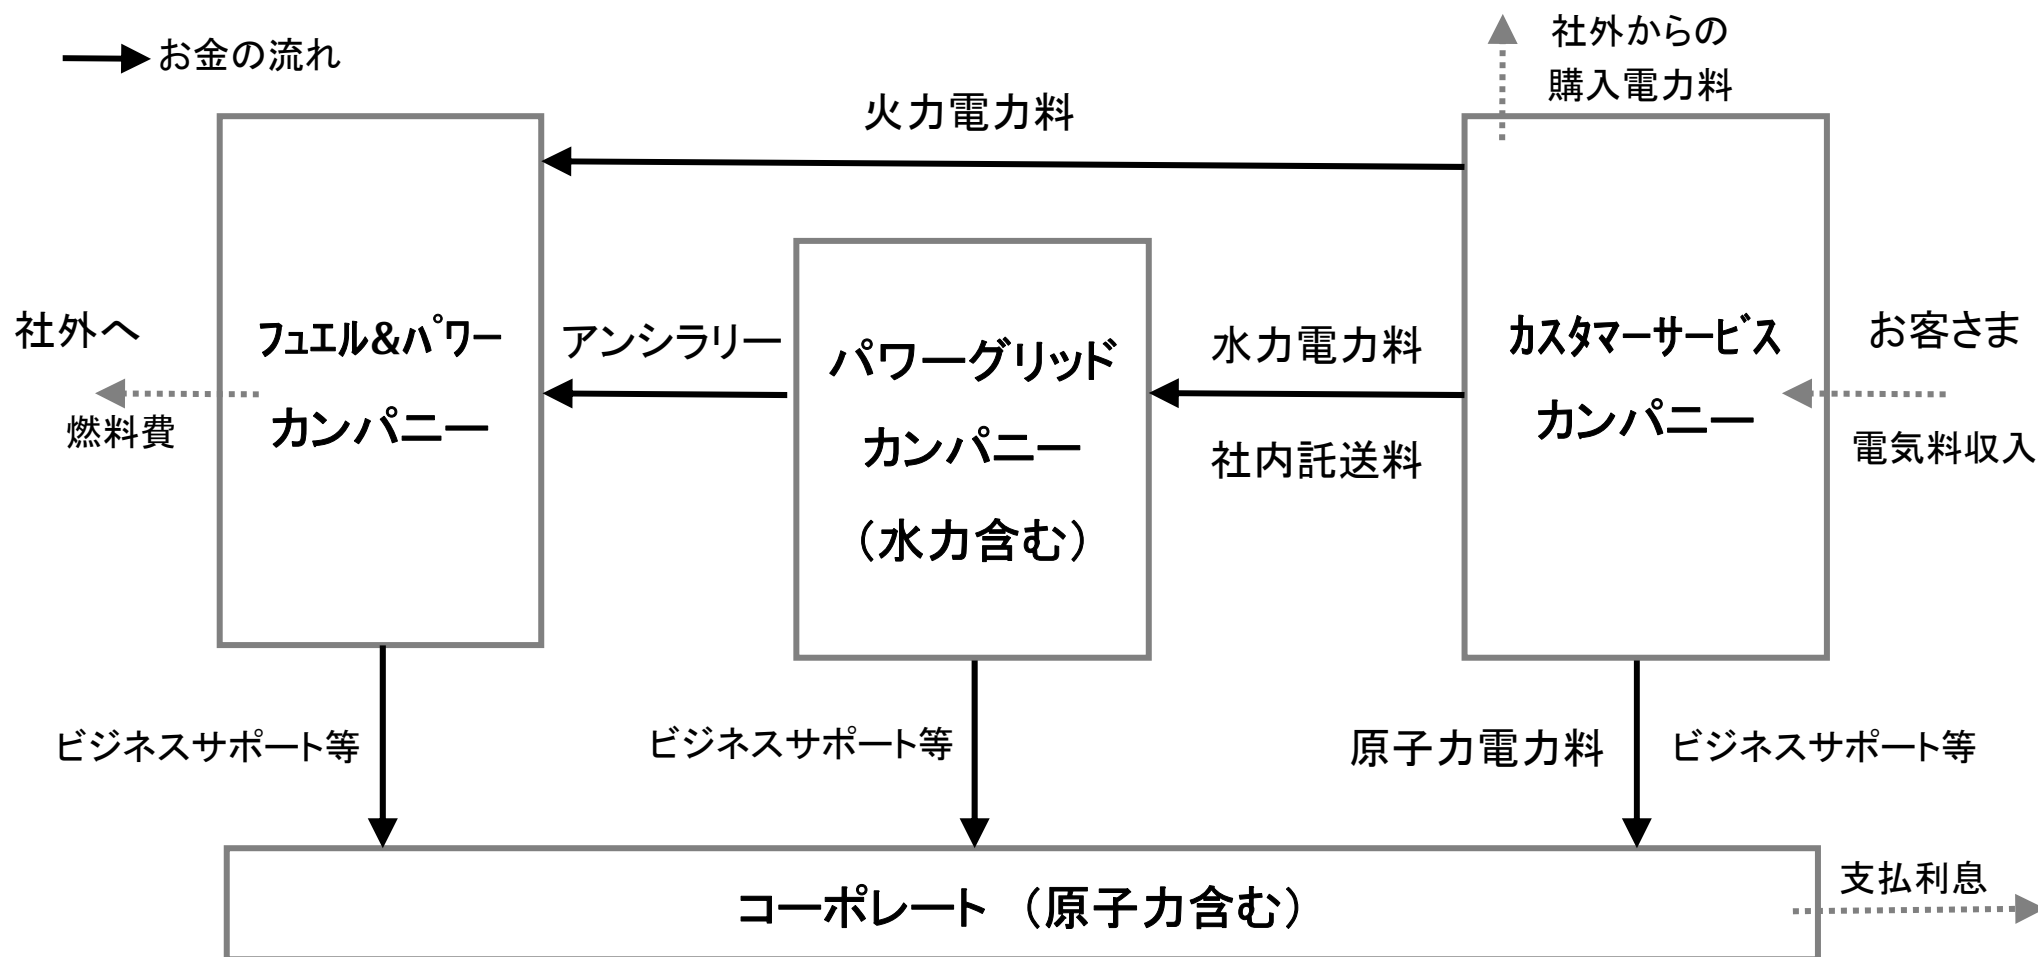 お金の流れ
社外からの
購入電力料
火力電力料
社外へ
燃料費
ﾌｭｴﾙ&ﾊﾟﾜｰ
カンパニー
アンシラリー
パワーグリッド
カンパニー
（水力含む）
水力電力料
社内託送料
ｶｽﾀﾏｰｻｰﾋﾞｽ
カンパニー
お客さま
電気料収入
ビジネスサポート等
ビジネスサポート等
原子力電力料
ビジネスサポート等
コーポレート （原子力含む）
支払利息